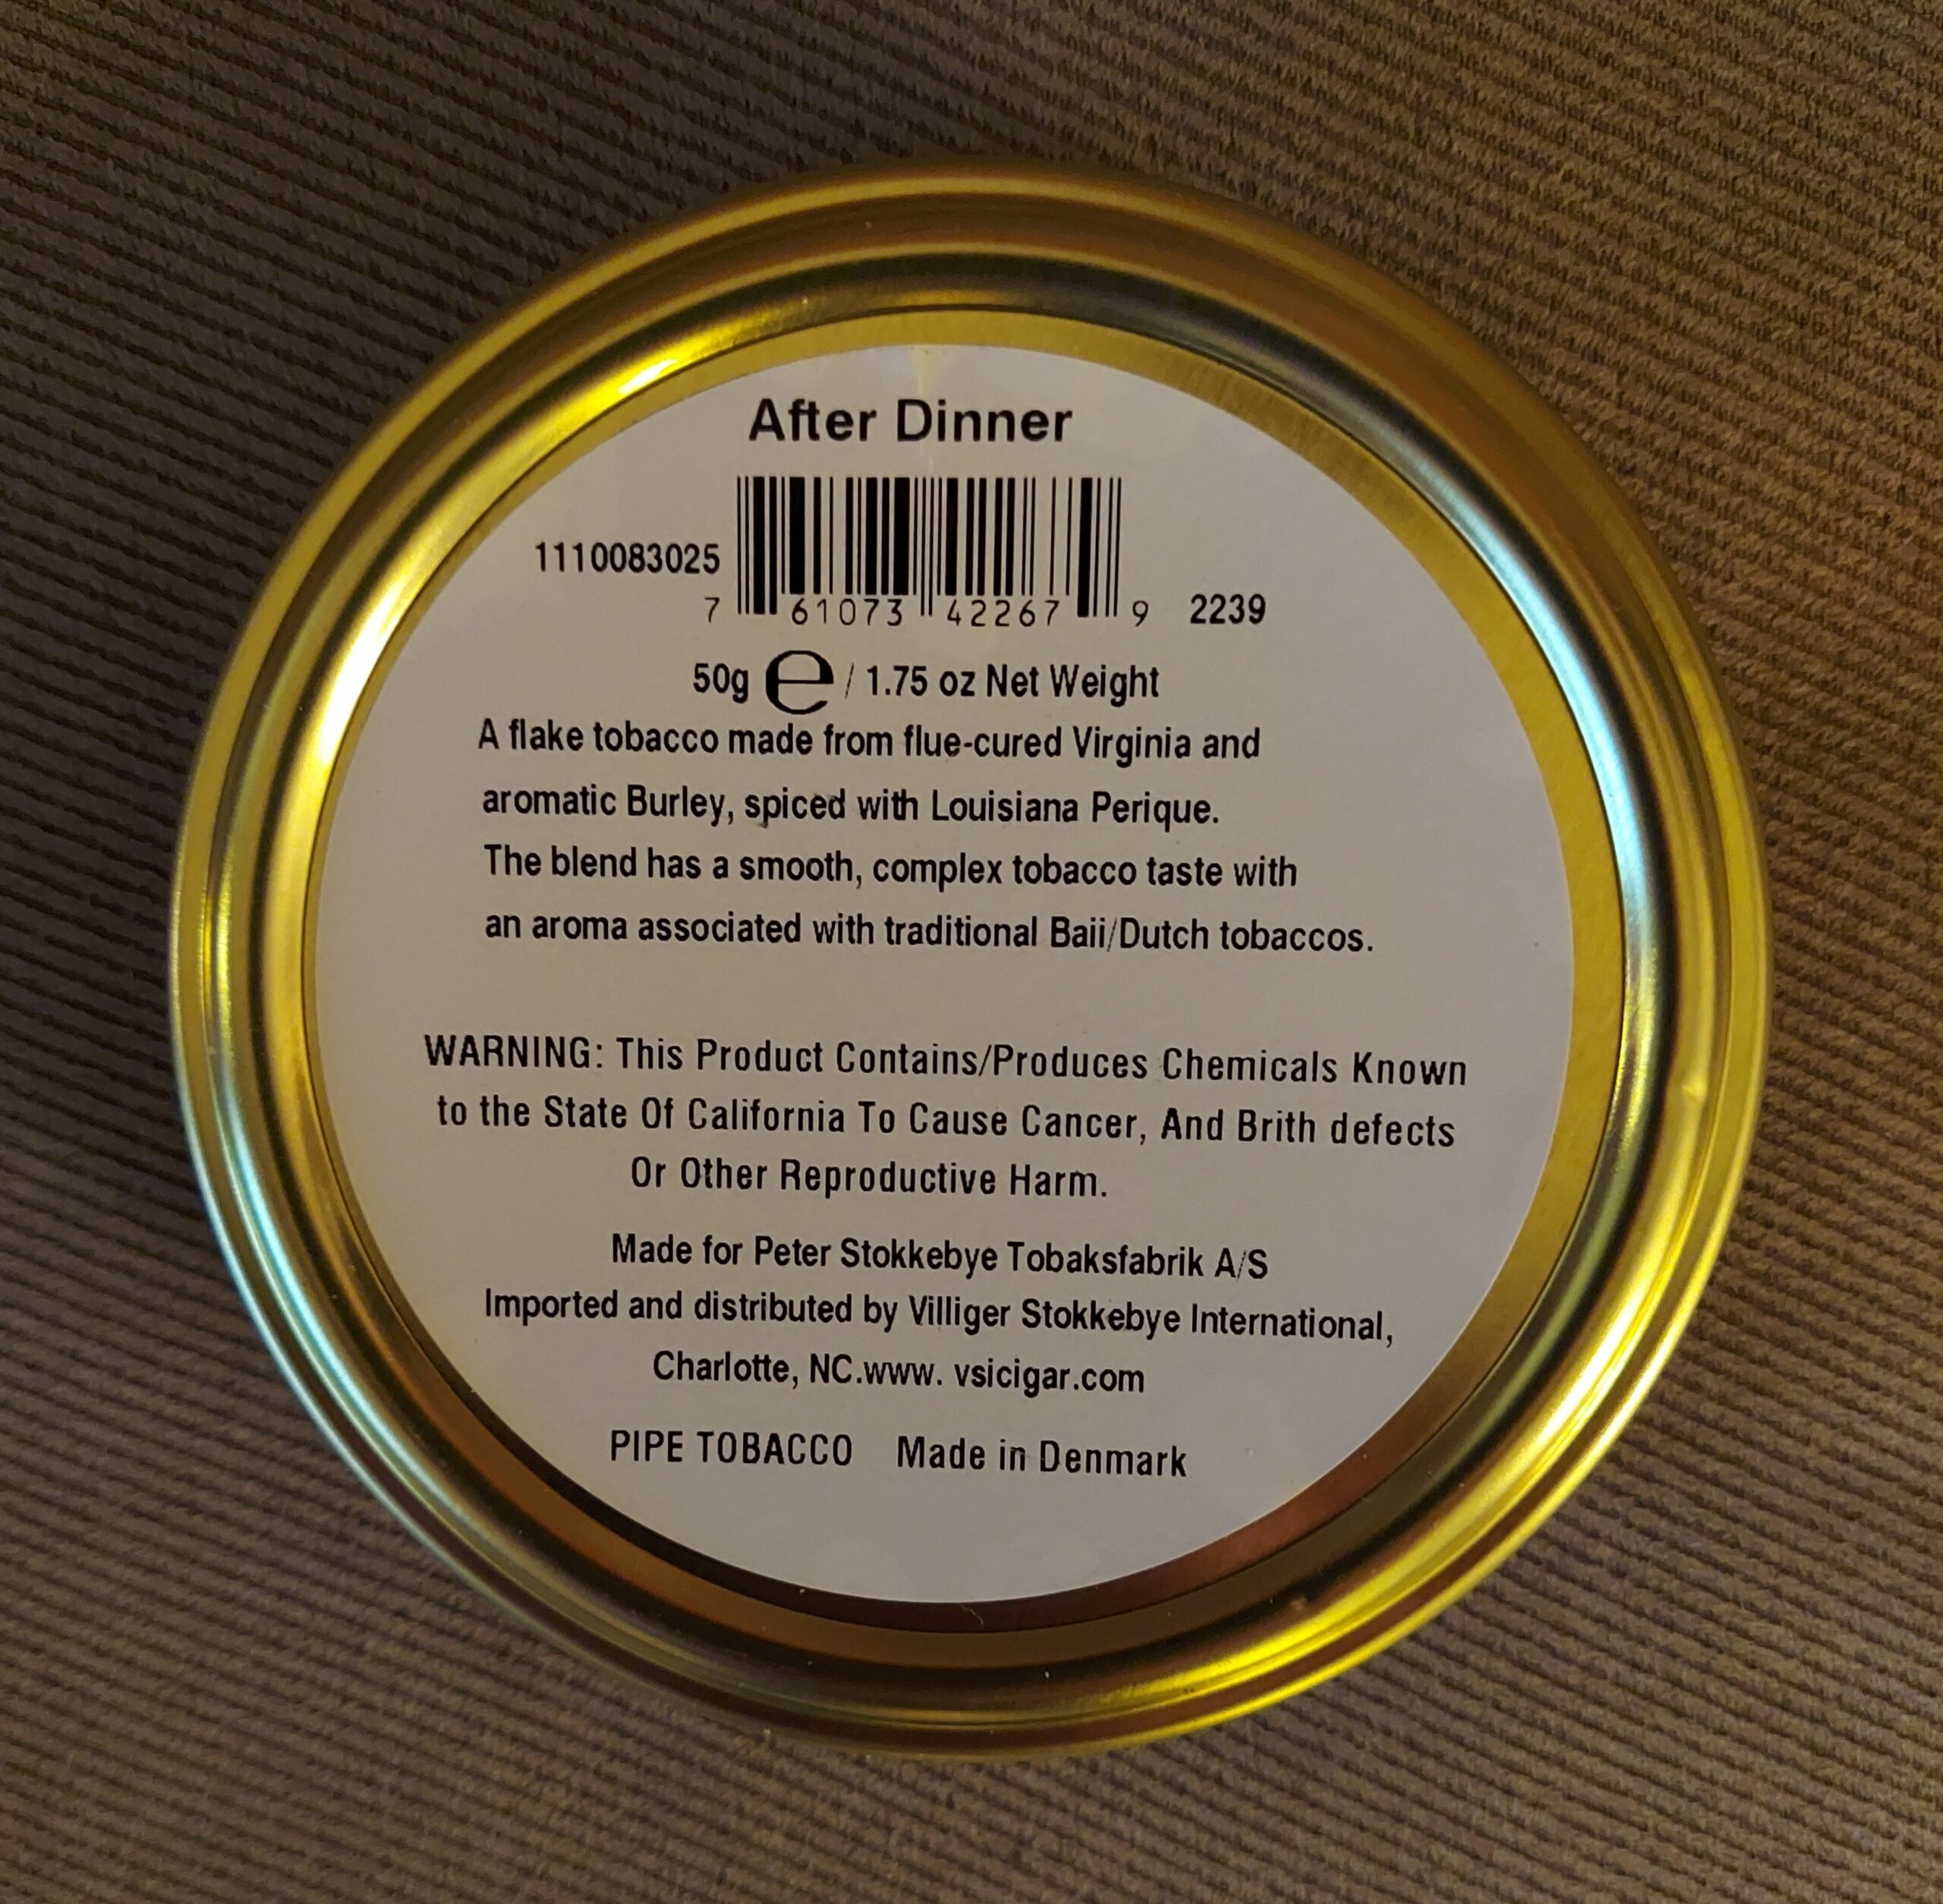 After Dinner
1110083025
7 61073 42267 9 2239
50g e / 1.75 oz Net Weight
A flake tobacco made from flue-cured Virginia and
aromatic Burley, spiced with Louisiana Perique.
The blend has a smooth, complex tobacco taste with
an aroma associated with traditional Baii/Dutch tobaccos.
WARNING: This Product Contains/Produces Chemicals Known
to the State Of California To Cause Cancer, And Brith defects
Or Other Reproductive Harm.
Made for Peter Stokkebye Tobaksfabrik A/S
Imported and distributed by Villiger Stokkebye International,
Charlotte, NC.www. vsicigar.com
PIPE TOBACCO Made in Denmark